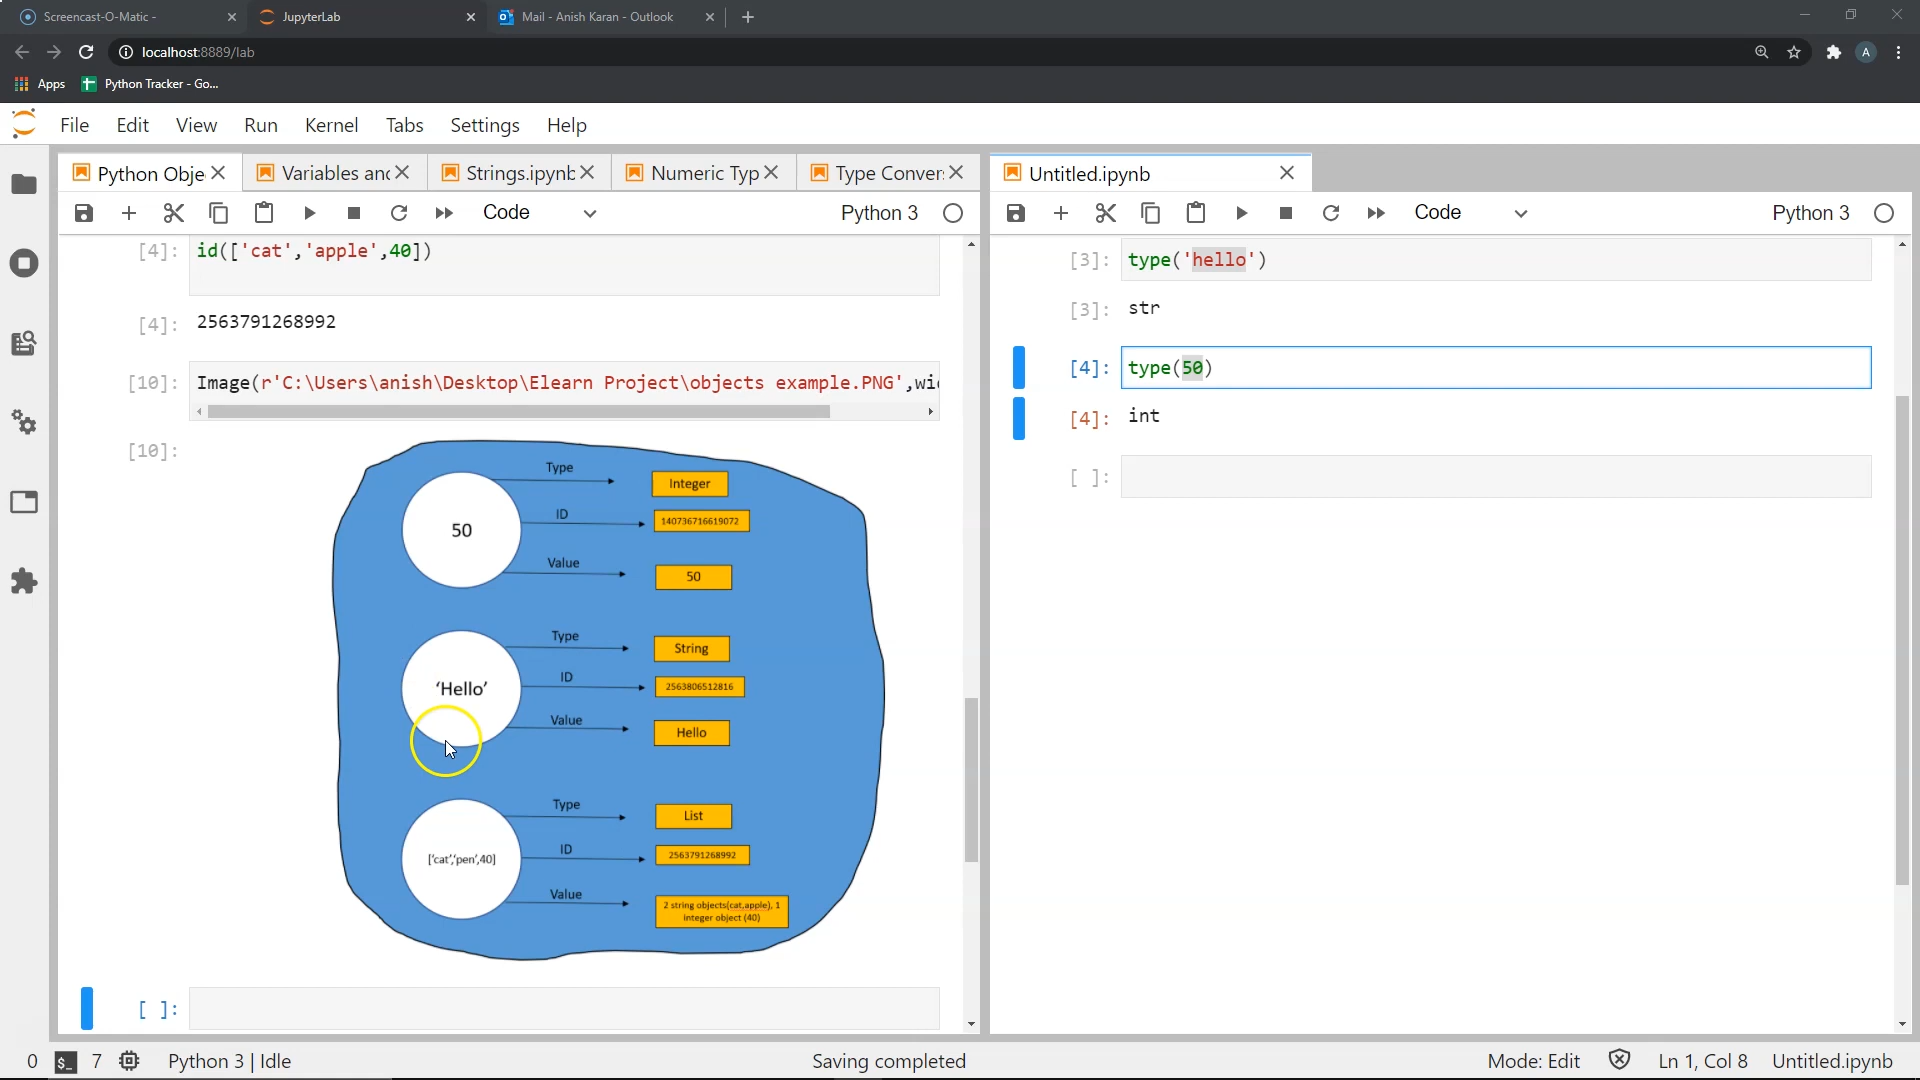 Screencast-O-Matic -
JupyterLab
Mail - Anish Karan - Outlook
localhost:8889/lab
A
Apps
Python Tracker - Go...
File Edit View Run Kernel Tabs Settings Help
Python Obje
Variables and
Strings.ipynb
Numeric Typ
Type Conver
Untitled.ipynb
Code
Python 3
Code
Python 3
[4]: id(['cat','apple',40])
[4]: 2563791268992
[10]: Image(r'C:\Users\anish\Desktop\Elearn Project\objects example.PNG',wi
[10]:
50
Type
Integer
ID
140736716619072
Value
50
‘Hello’
Type
String
ID
2563806512816
Value
Hello
['cat','pen',40]
Type
List
ID
2563791268992
Value
2 string objects(cat,apple), 1
integer object (40)
[ ]:
[3]: type('hello')
[3]: str
[4]: type(50)
[4]: int
[ ]:
0
$_
7
Python 3 | Idle
Saving completed
Mode: Edit
Ln 1, Col 8
Untitled.ipynb